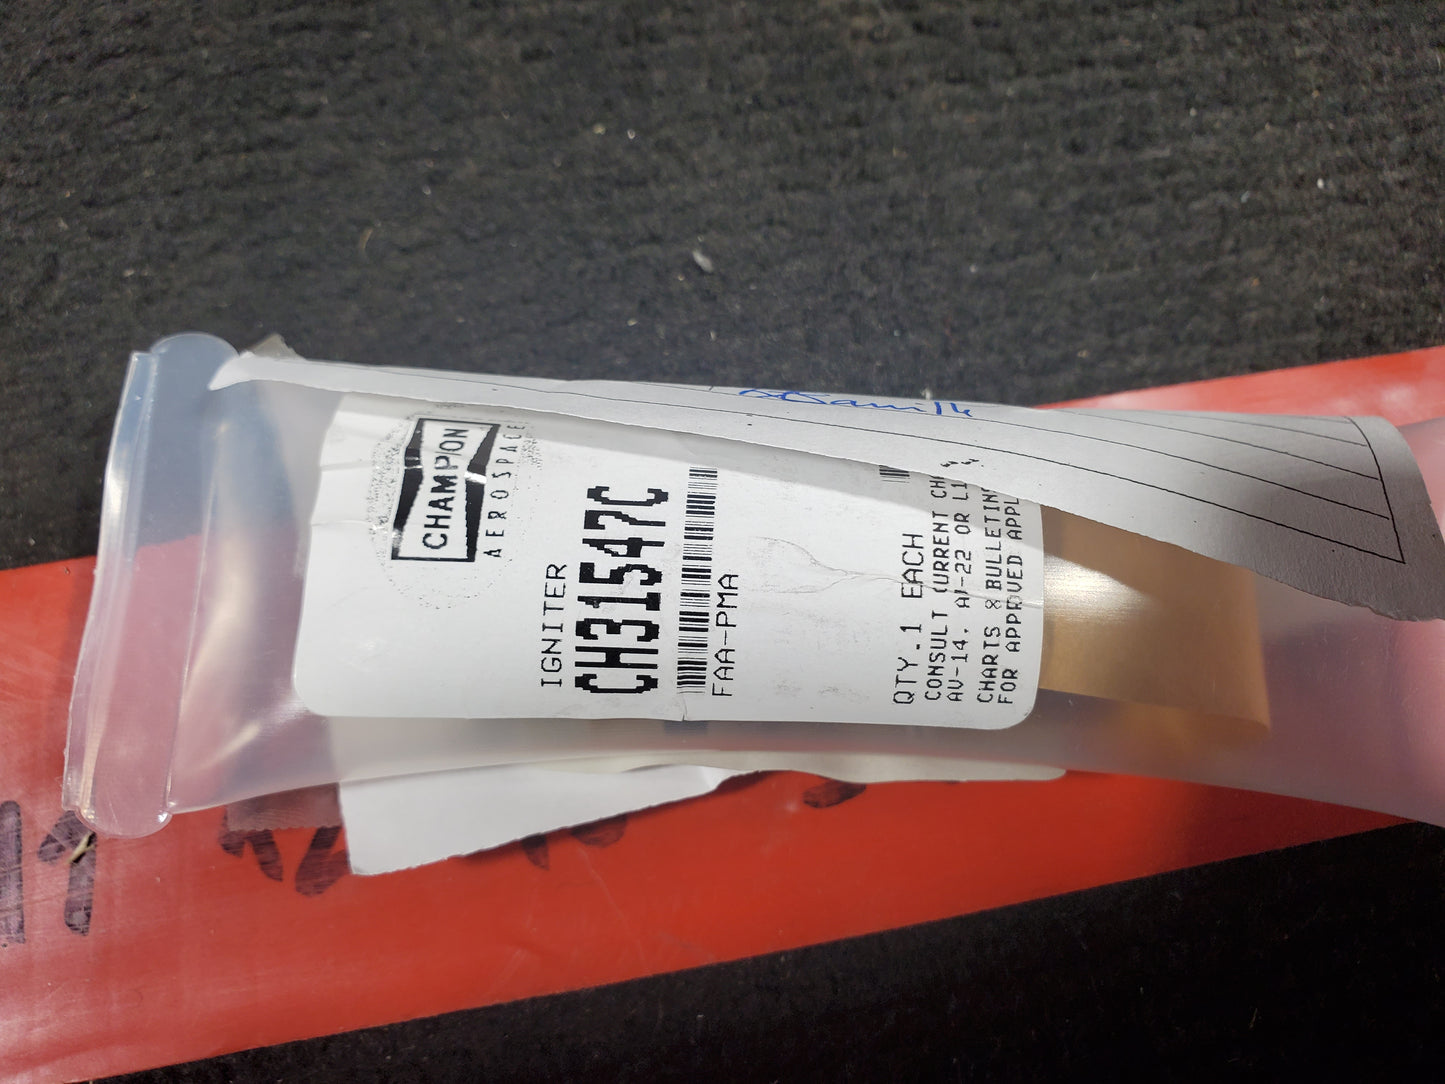 CHAMPION
AEROSPACE
IGNITER
CH31547C
FAA-PMA
QTY.1 EACH
CONSULT CURRENT
AV-14, AV-22 OR
CHARTS & BULLETIN
FOR APPROVED